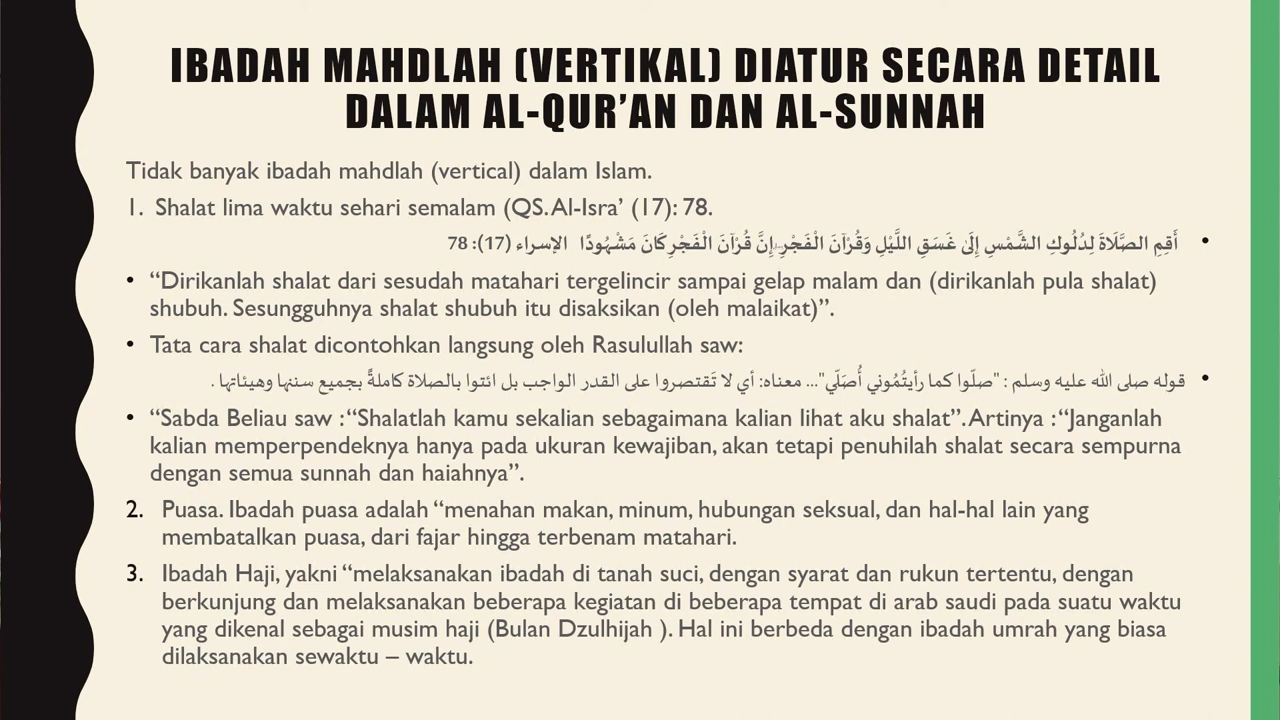 IBADAH MAHDLAH (VERTIKAL) DIATUR SECARA DETAIL
DALAM AL-QUR’AN DAN AL-SUNNAH
Tidak banyak ibadah mahdlah (vertical) dalam Islam.
1. Shalat lima waktu sehari semalam (QS. Al-Isra’ (17): 78.
• أَقِمِ الصَّلَاةَ لِدُلُوكِ الشَّمْسِ إِلَى غَسَقِ اللَّيْلِ وَقُرْآنَ الْفَجْرِ ۖ إِنَّ قُرْآنَ الْفَجْرِ كَانَ مَشْهُودًا الإسراء (17): 78
• “Dirikanlah shalat dari sesudah matahari tergelincir sampai gelap malam dan (dirikanlah pula shalat)
shubuh. Sesungguhnya shalat shubuh itu disaksikan (oleh malaikat)”.
• Tata cara shalat dicontohkan langsung oleh Rasulullah saw:
• قوله صلى الله عليه وسلم : "صلّوا كما رأيتُمُوني أُصَلّي"... معناه: أي لا تَقتصروا على القدر الواجب بل ائتوا بالصلاة كاملةً بجميع سننها وهيئاتها .
• “Sabda Beliau saw :“Shalatlah kamu sekalian sebagaimana kalian lihat aku shalat”. Artinya :“Janganlah
kalian memperpendeknya hanya pada ukuran kewajiban, akan tetapi penuhilah shalat secara sempurna
dengan semua sunnah dan haiahnya”.
2. Puasa. Ibadah puasa adalah “menahan makan, minum, hubungan seksual, dan hal-hal lain yang
membatalkan puasa, dari fajar hingga terbenam matahari.
3. Ibadah Haji, yakni “melaksanakan ibadah di tanah suci, dengan syarat dan rukun tertentu, dengan
berkunjung dan melaksanakan beberapa kegiatan di beberapa tempat di arab saudi pada suatu waktu
yang dikenal sebagai musim haji (Bulan Dzulhijah ). Hal ini berbeda dengan ibadah umrah yang biasa
dilaksanakan sewaktu – waktu.